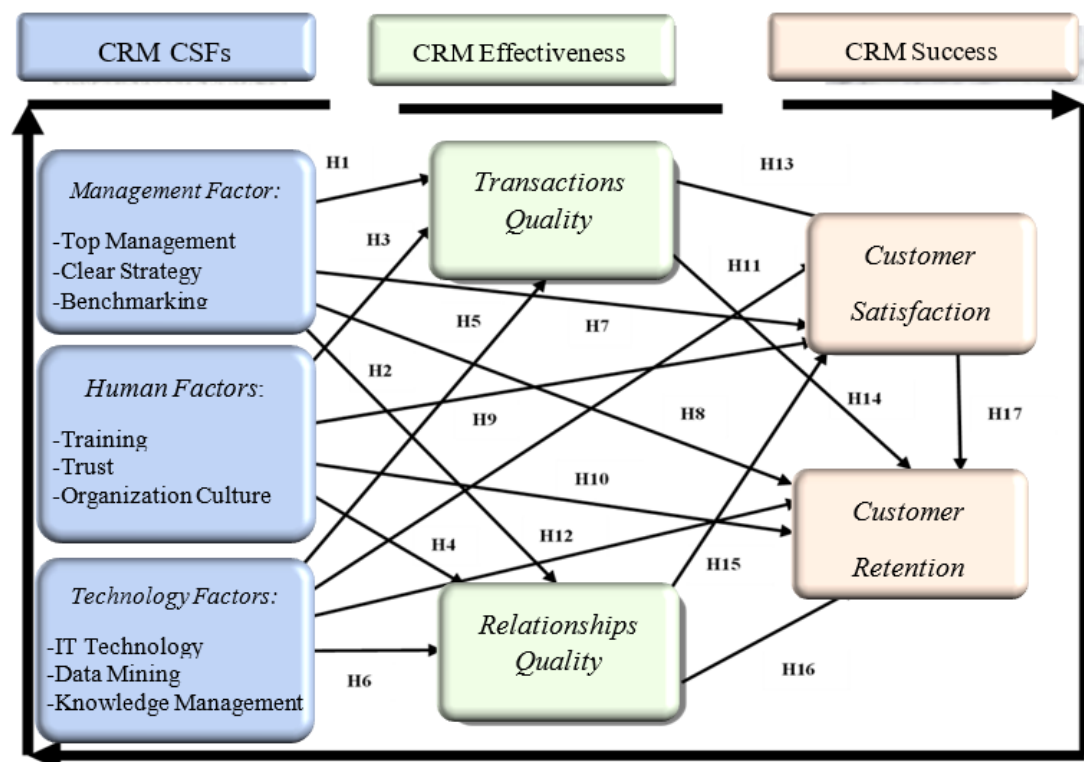 CRM CSFs
CRM Effectiveness
CRM Success
Management Factor:
-Top Management
-Clear Strategy
-Benchmarking
Human Factors:
-Training
-Trust
-Organization Culture
Technology Factors:
-IT Technology
-Data Mining
-Knowledge Management
H1
H3
H5
H2
H4
H6
Transactions
Quality
Relationships
Quality
H13
H11
H7
H14
H9
H8
H10
H12
H15
H16
H17
Customer
Satisfaction
Customer
Retention